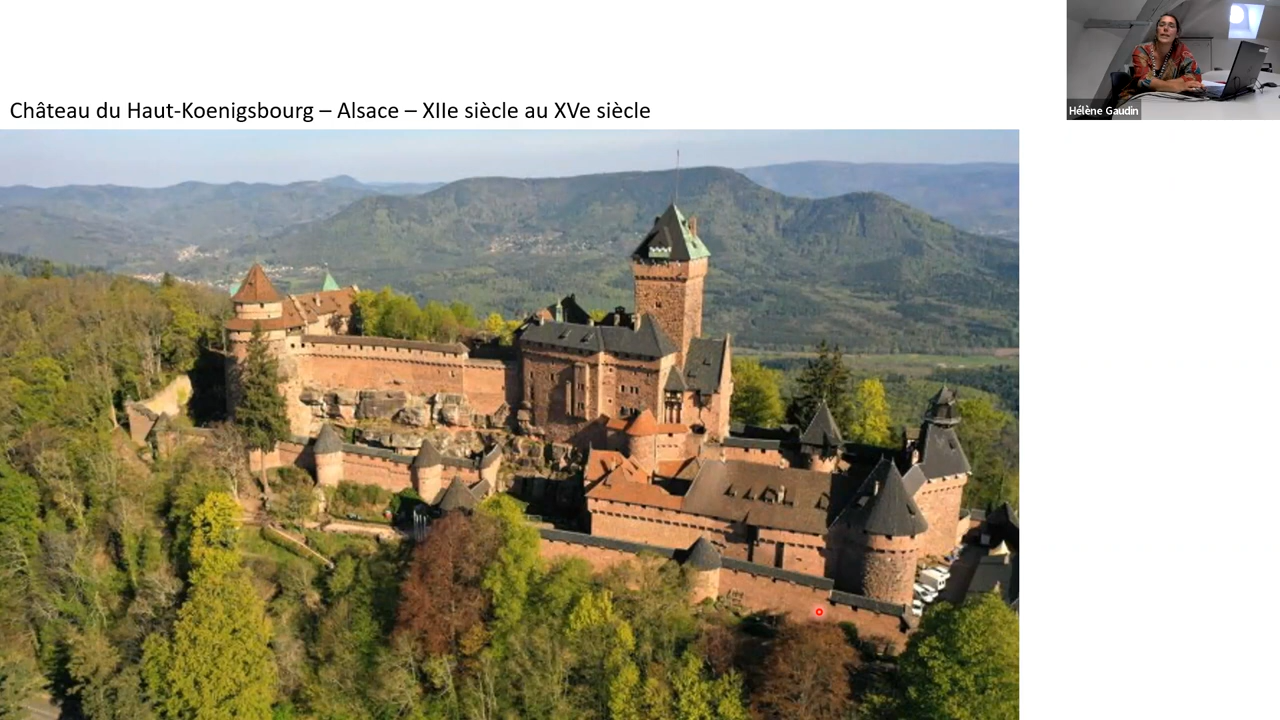 Château du Haut-Koenigsbourg – Alsace – XIIe siècle au XVe siècle
Hélène Gaudin